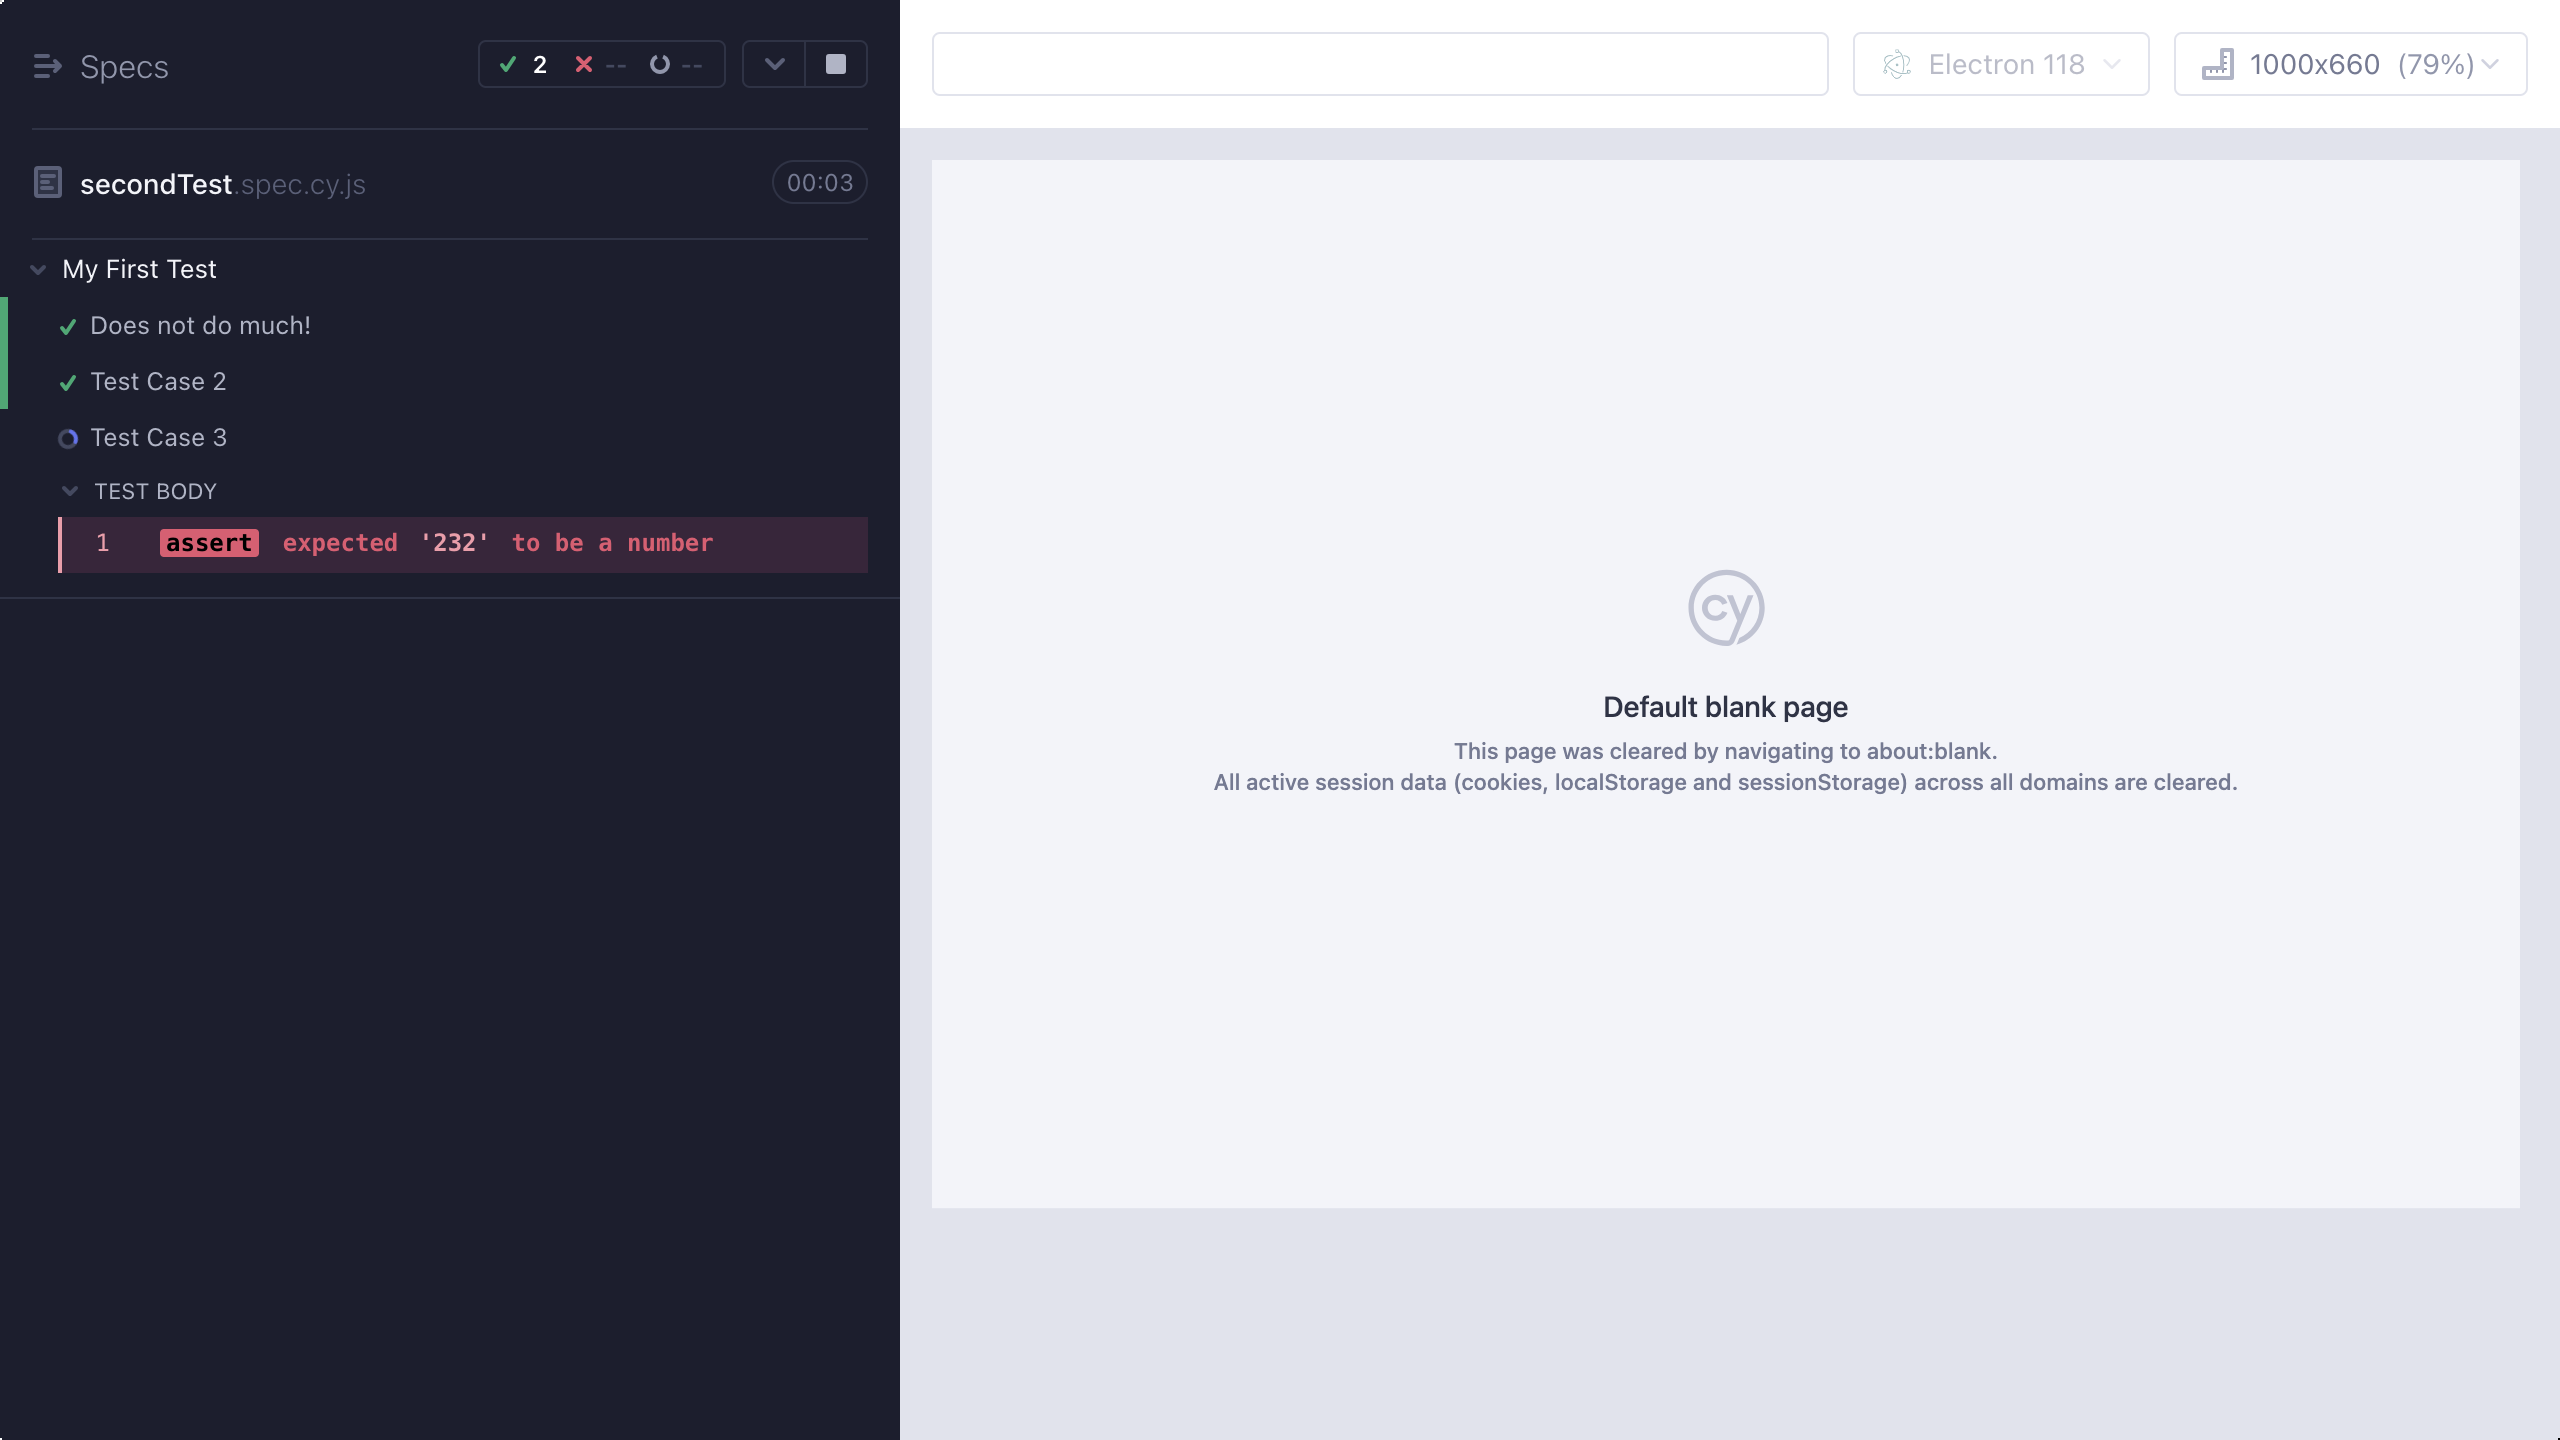 Specs
2 -- --
secondTest.spec.cy.js
00:03
My First Test
Does not do much!
Test Case 2
Test Case 3
TEST BODY
1 assert expected '232' to be a number
Electron 118
1000x660 (79%)
cy
Default blank page
This page was cleared by navigating to about:blank.
All active session data (cookies, localStorage and sessionStorage) across all domains are cleared.